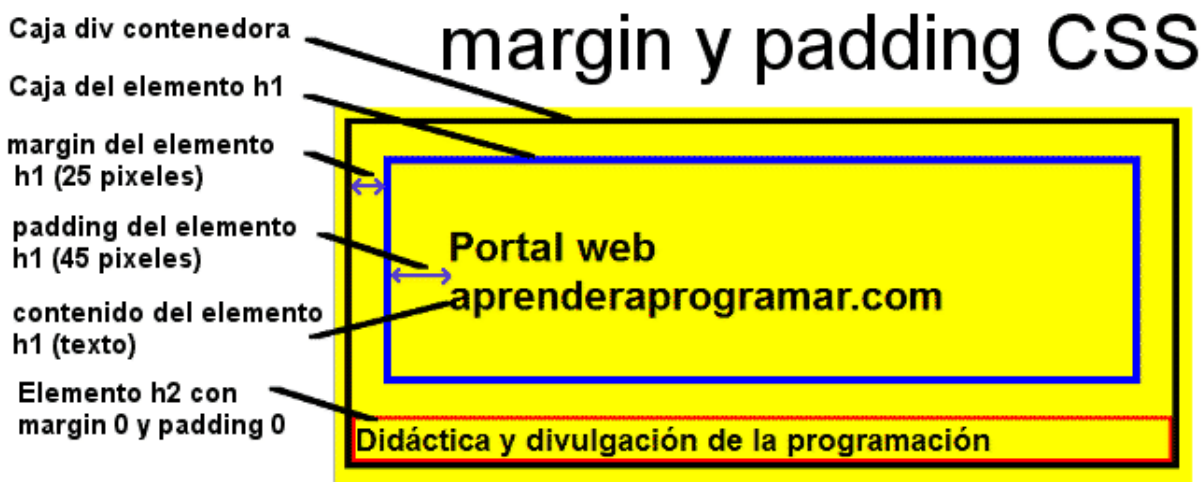 margin y padding CSS
Caja div contenedora
Caja del elemento h1
margin del elemento
h1 (25 pixeles)
padding del elemento
h1 (45 pixeles)
contenido del elemento
h1 (texto)
Elemento h2 con
margin 0 y padding 0
Portal web
aprenderaprogramar.com
Didáctica y divulgación de la programación